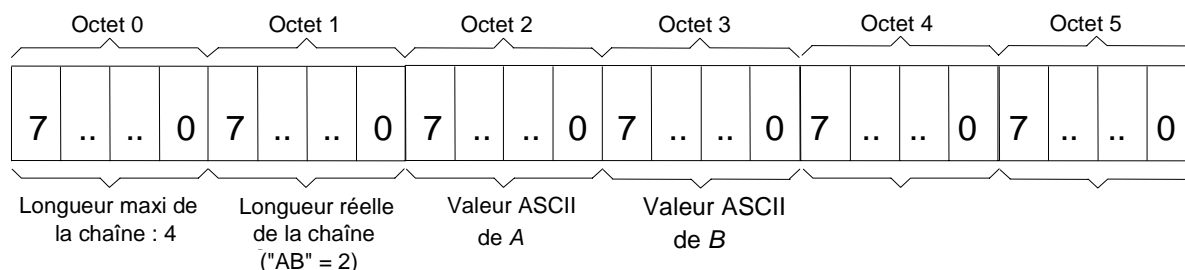 Octet 0 Octet 1 Octet 2 Octet 3 Octet 4 Octet 5
7 .. .. 0 7 .. .. 0 7 .. .. 0 7 .. .. 0 7 .. .. 0 7 .. .. 0
Longueur maxi de
la chaîne : 4
Longueur réelle
de la chaîne
("AB" = 2)
Valeur ASCII
de A
Valeur ASCII
de B